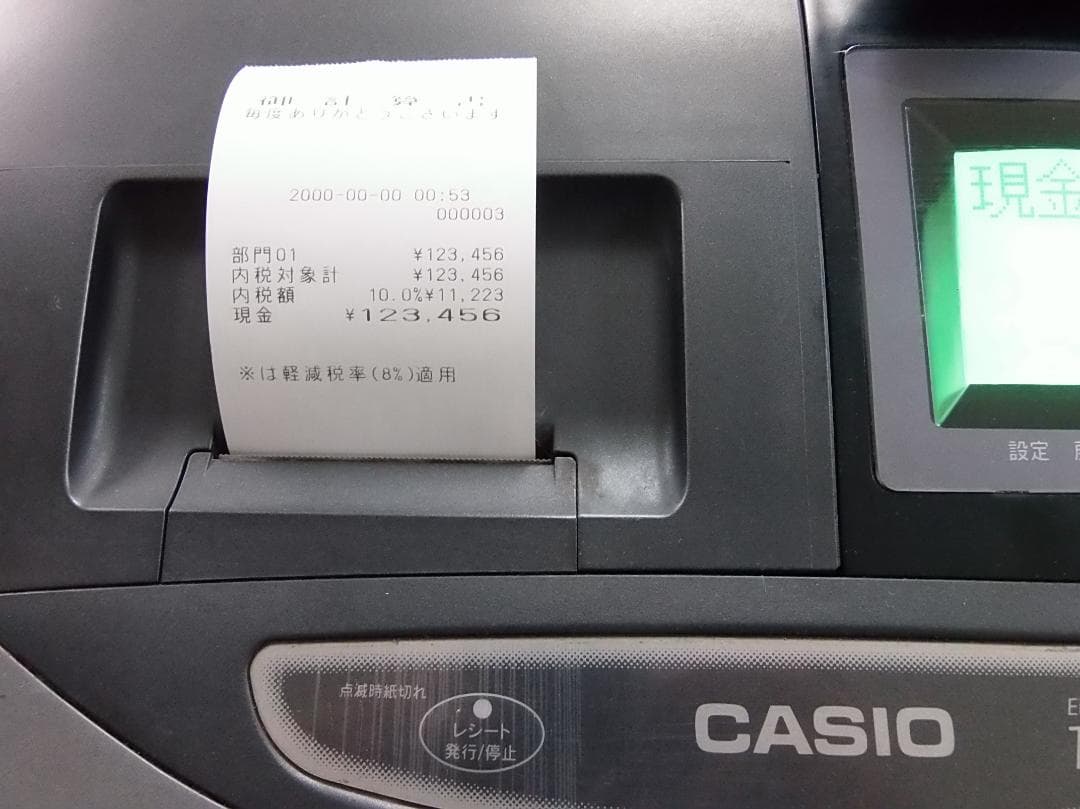 御計算書
毎度ありがとうございます
2000-00-00 00:53
000003
部門01 ¥123,456
内税対象計 ¥123,456
内税額 10.0%¥11,223
現金 ¥123,456
※は軽減税率(8%)適用
現金
設定
点滅時紙切れ
レシート
発行/停止
CASIO